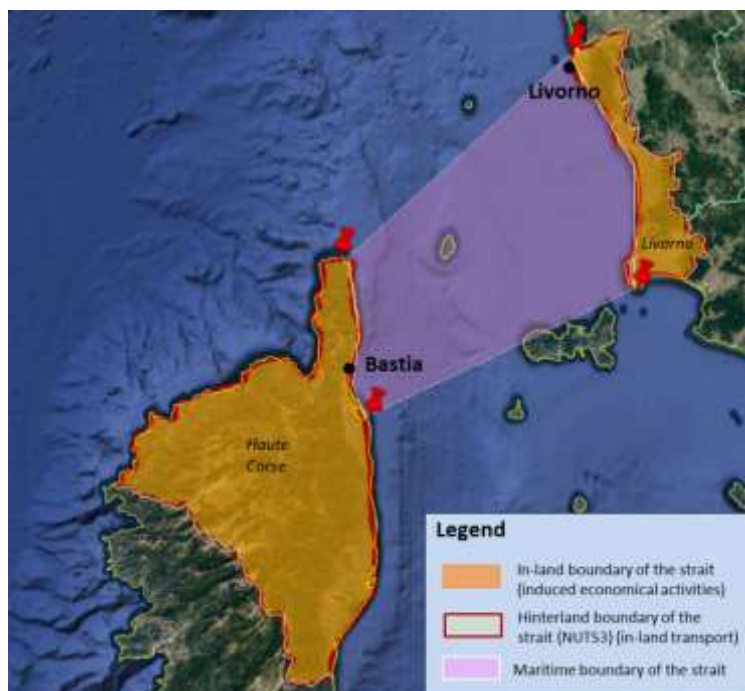 Livorno
Livorno
Bastia
Haute
Corse
Legend
In-land boundary of the strait
(induced economical activities)
Hinterland boundary of the
strait (NUTS3) (in-land transport)
Maritime boundary of the strait